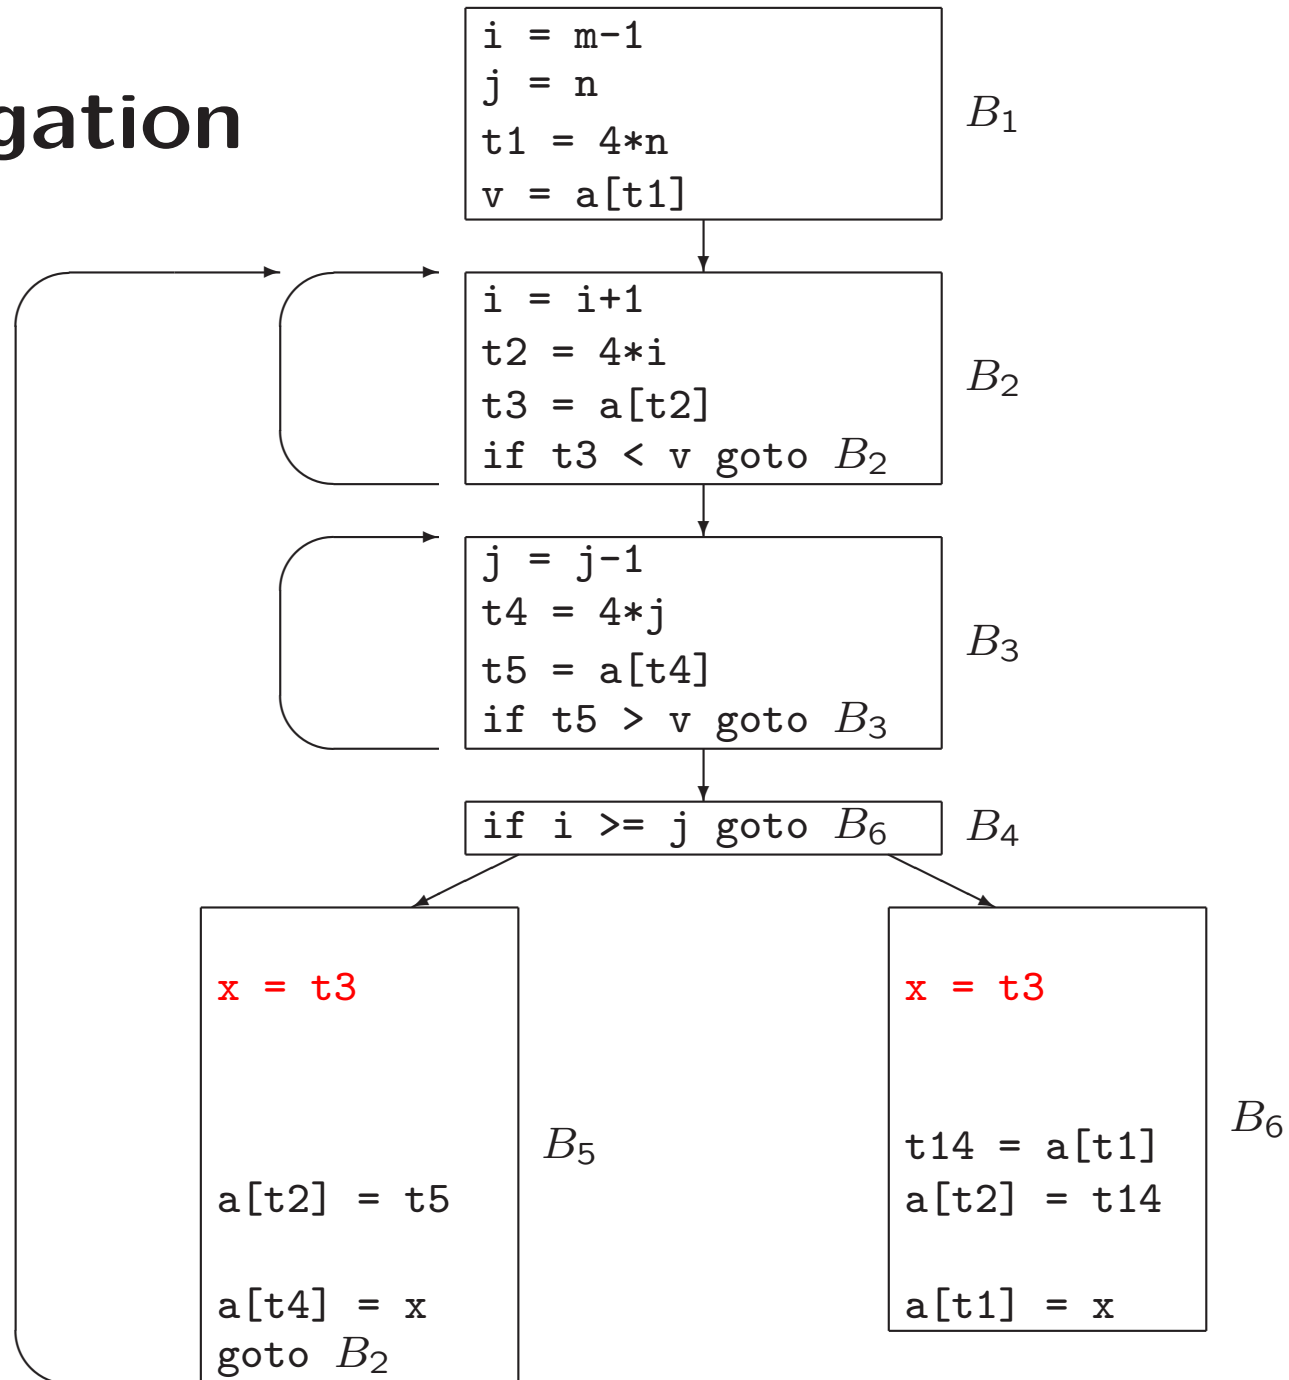 gation
i = m-1
j = n
t1 = 4*n
v = a[t1]
B1
i = i+1
t2 = 4*i
t3 = a[t2]
if t3 < v goto B2
B2
j = j-1
t4 = 4*j
t5 = a[t4]
if t5 > v goto B3
B3
if i >= j goto B6
B4
x = t3
a[t2] = t5
a[t4] = x
goto B2
B5
x = t3
t14 = a[t1]
a[t2] = t14
a[t1] = x
B6